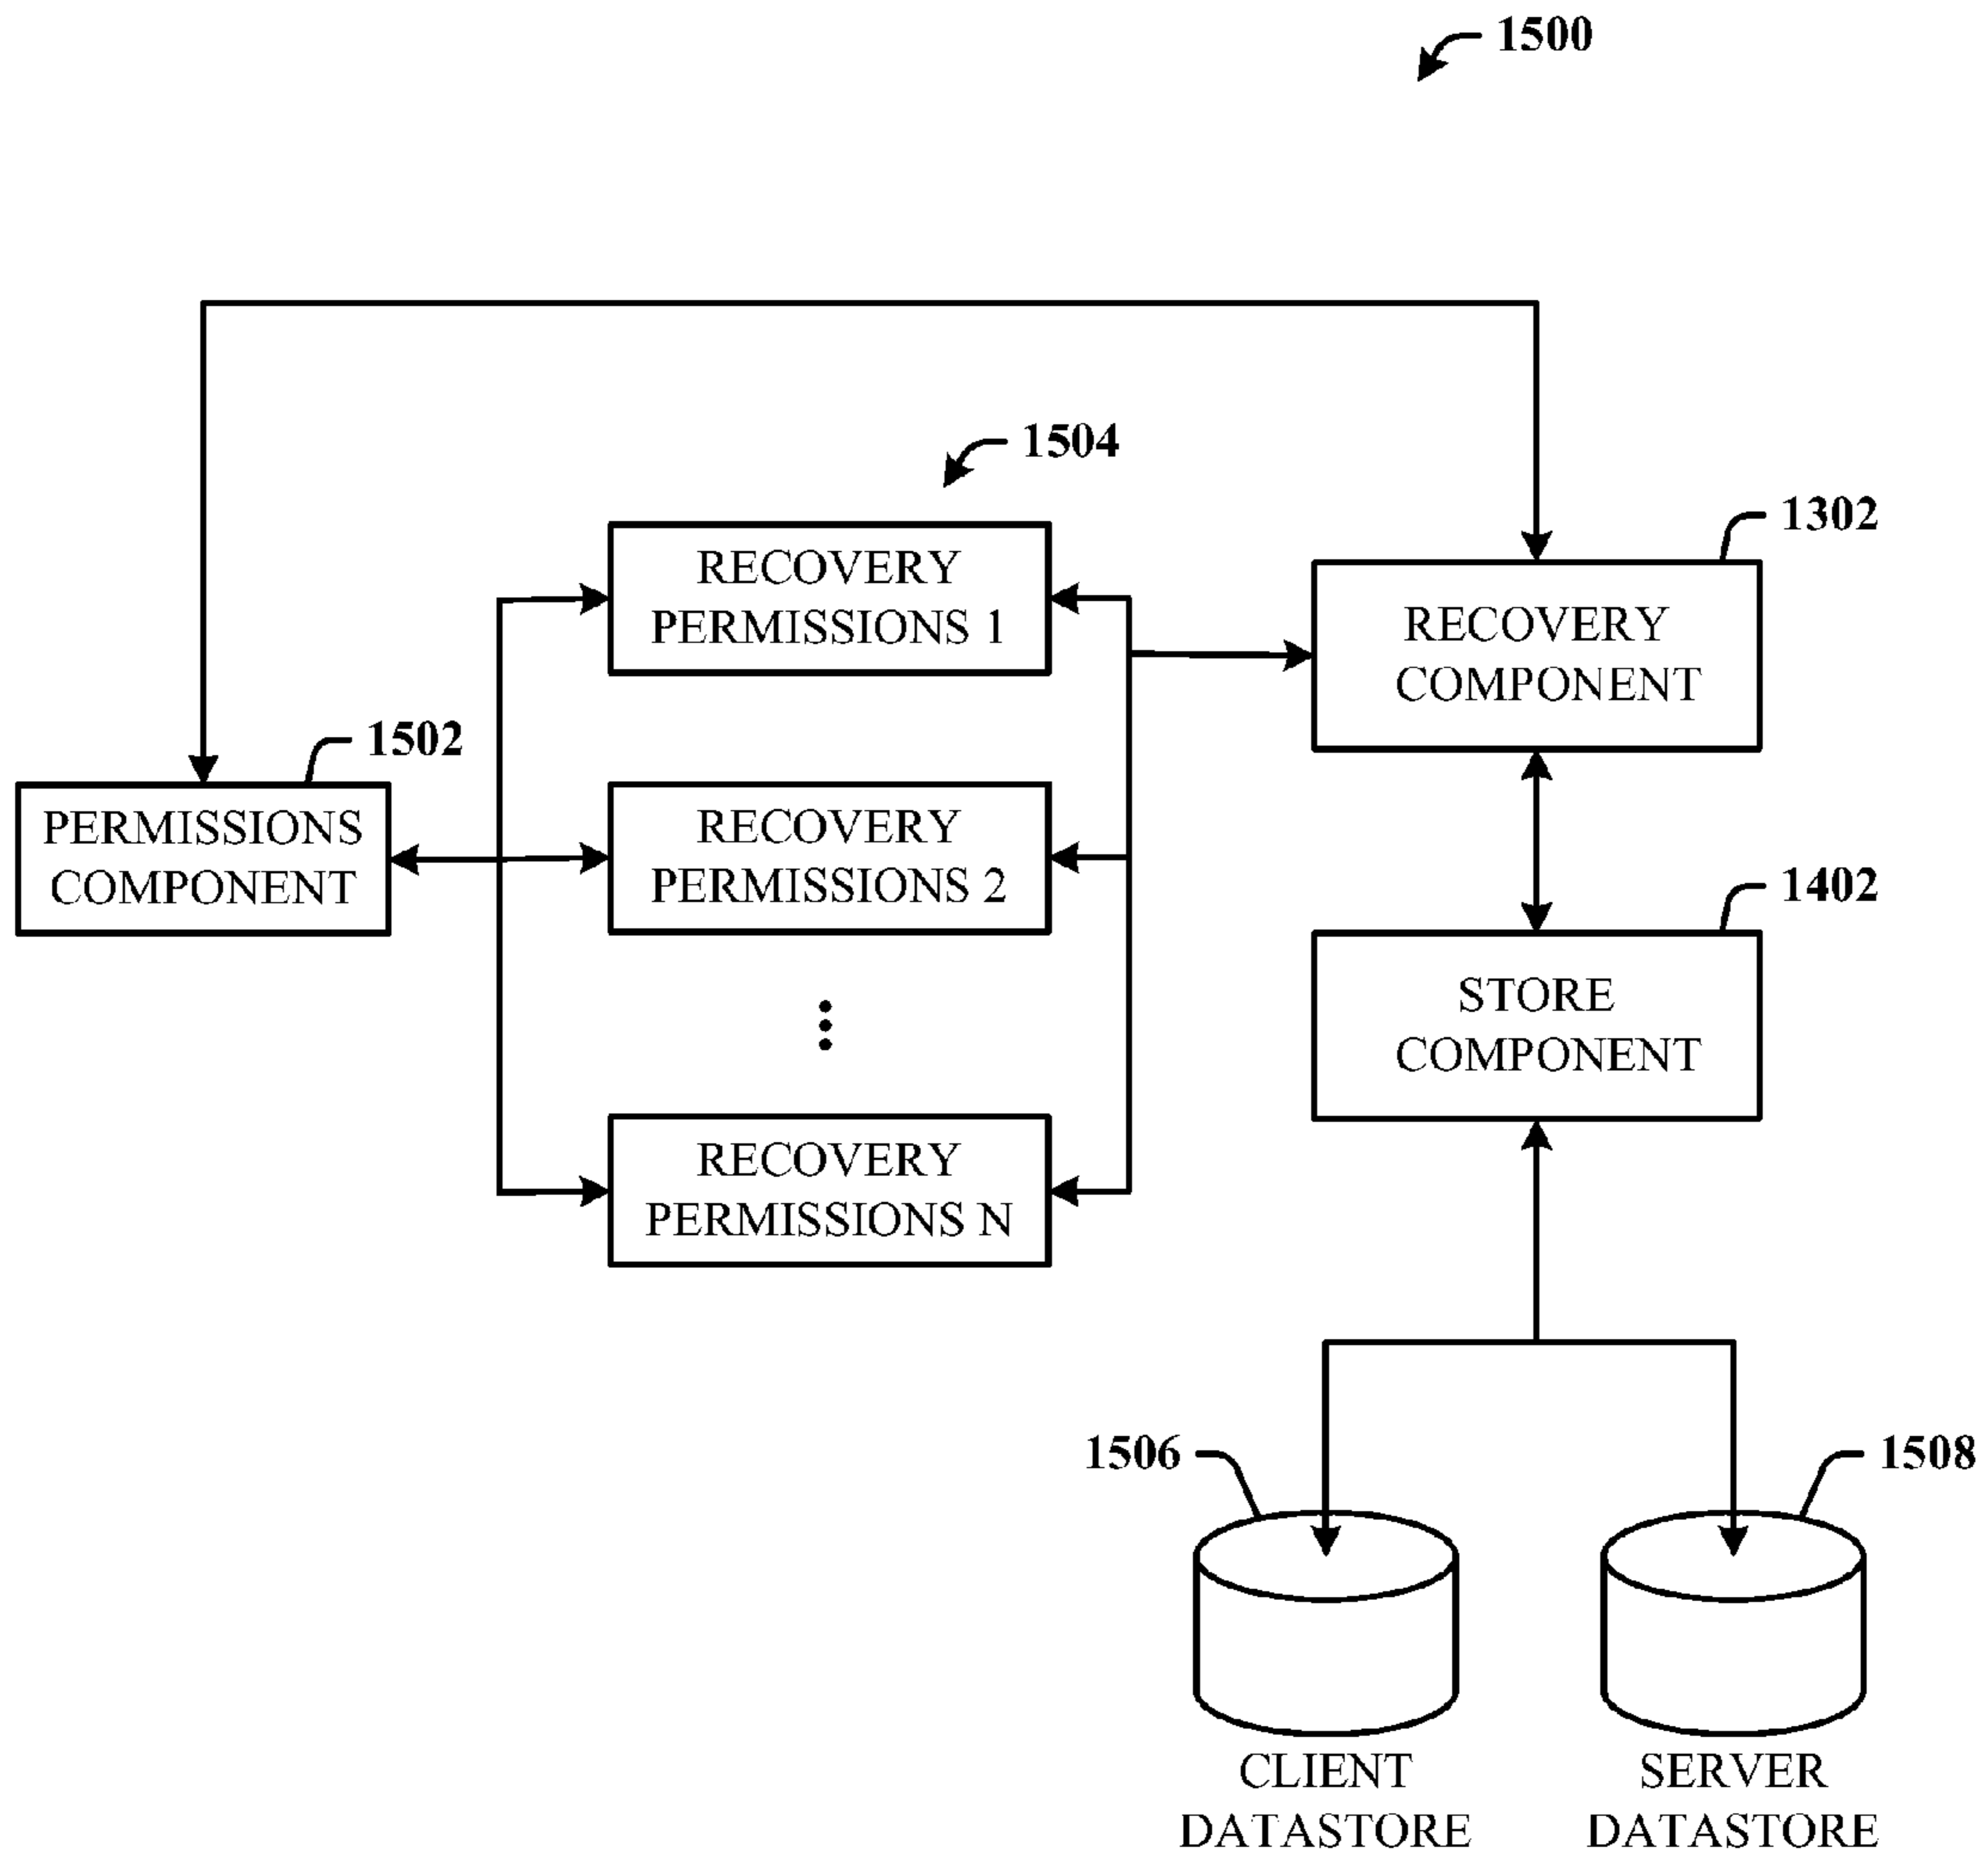 1500
1504
RECOVERY
PERMISSIONS 1
1302
RECOVERY
COMPONENT
1502
PERMISSIONS
COMPONENT
RECOVERY
PERMISSIONS 2
1402
STORE
COMPONENT
RECOVERY
PERMISSIONS N
1506
1508
CLIENT
DATASTORE
SERVER
DATASTORE